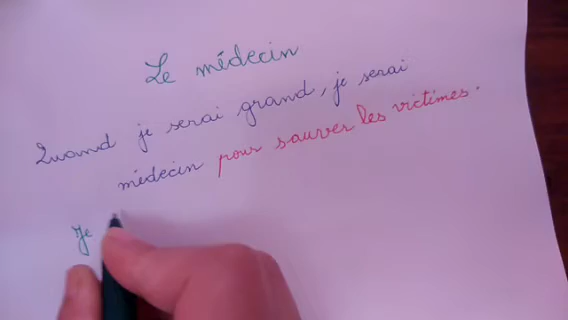 Le médecin
Quand je serai grand, je serai
médecin pour sauver les victimes.
Je